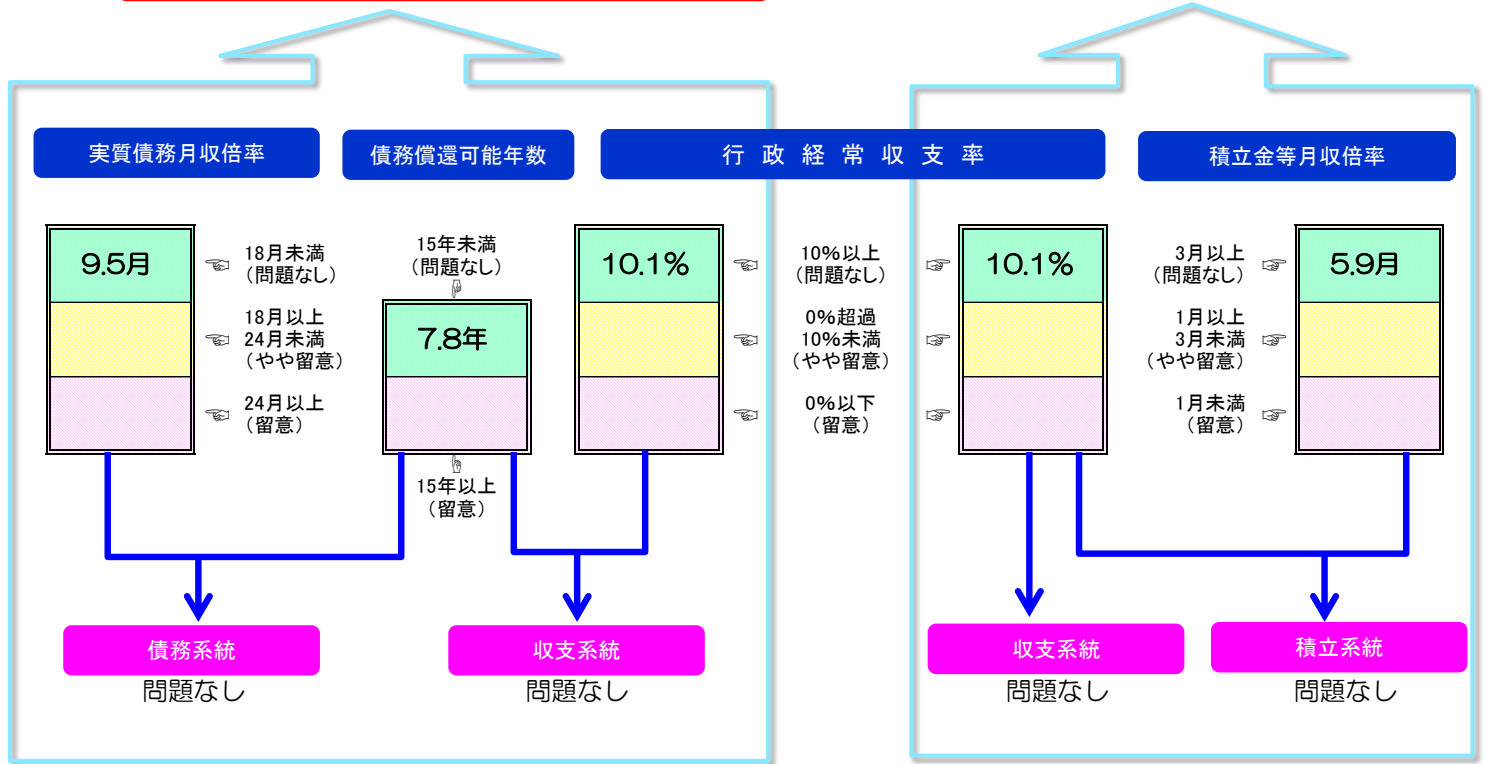 実質債務月収倍率
債務償還可能年数
行政経常収支率
積立金等月収倍率
9.5月
☜
18月未満
(問題なし)
☜
18月以上
24月未満
(やや留意)
☜
24月以上
(留意)
15年未満
(問題なし)
☟
7.8年
☝
15年以上
(留意)
10.1%
☜
10%以上
(問題なし)
☞
☜
0%超過
10%未満
(やや留意)
☞
☜
0%以下
(留意)
☞
10.1%
3月以上
(問題なし)
☞
1月以上
3月未満
(やや留意)
☞
1月未満
(留意)
☞
5.9月
債務系統
問題なし
収支系統
問題なし
収支系統
問題なし
積立系統
問題なし